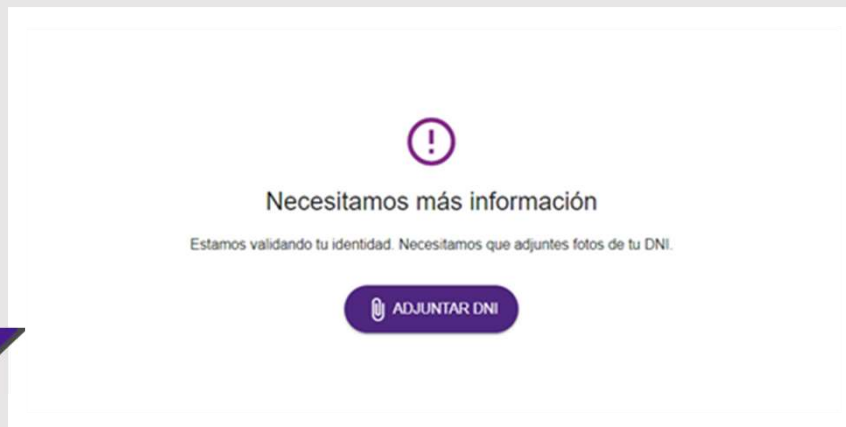 Necesitamos más información
Estamos validando tu identidad. Necesitamos que adjuntes fotos de tu DNI.
ADJUNTAR DNI